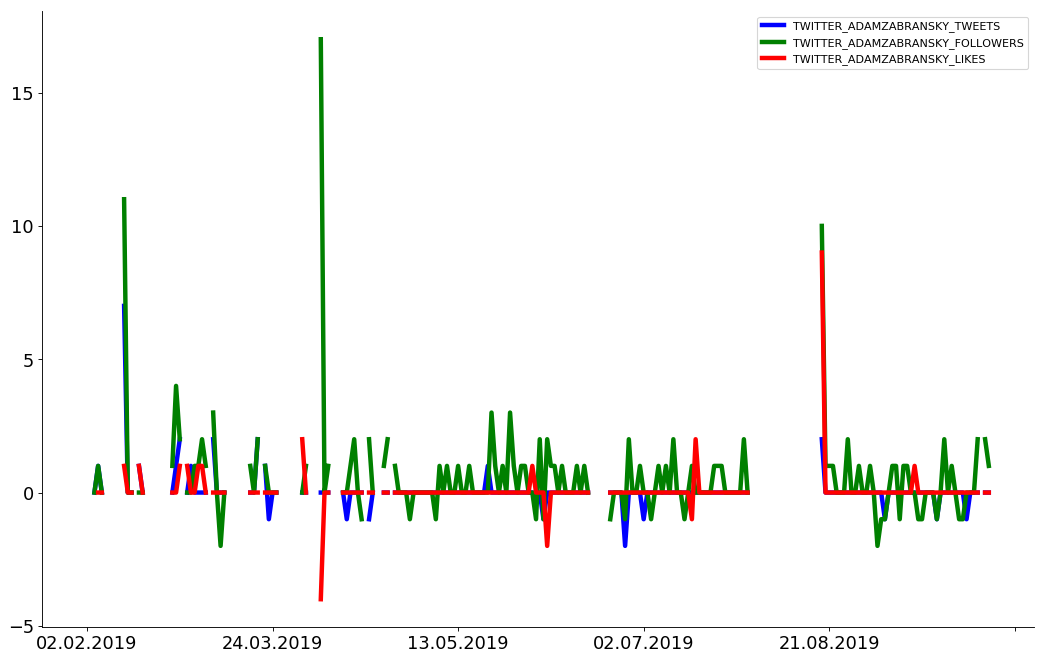 TWITTER_ADAMZABRANSKY_TWEETS
TWITTER_ADAMZABRANSKY_FOLLOWERS
TWITTER_ADAMZABRANSKY_LIKES
15
10
5
0
−5
02.02.2019 24.03.2019 13.05.2019 02.07.2019 21.08.2019